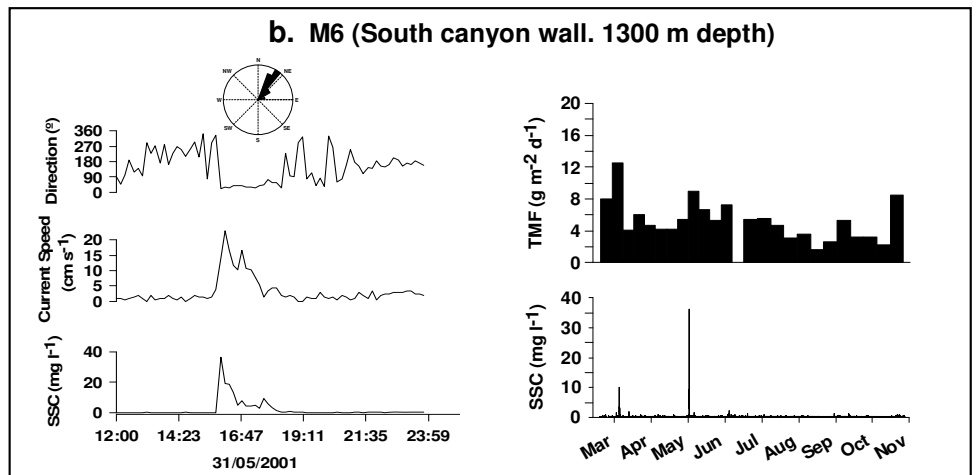 b. M6 (South canyon wall. 1300 m depth)
N
NW NE
W E
SW SE
S
Direction (º)
360
270
180
90
0
Current Speed
(cm s-1)
20
15
10
5
0
SSC (mg l-1)
40
20
0
12:00 14:23 16:47 19:11 21:35 23:59
31/05/2001
TMF (g m-2 d-1)
20
16
12
8
4
0
SSC (mg l-1)
40
30
20
10
0
Mar Apr May Jun Jul Aug Sep Oct Nov